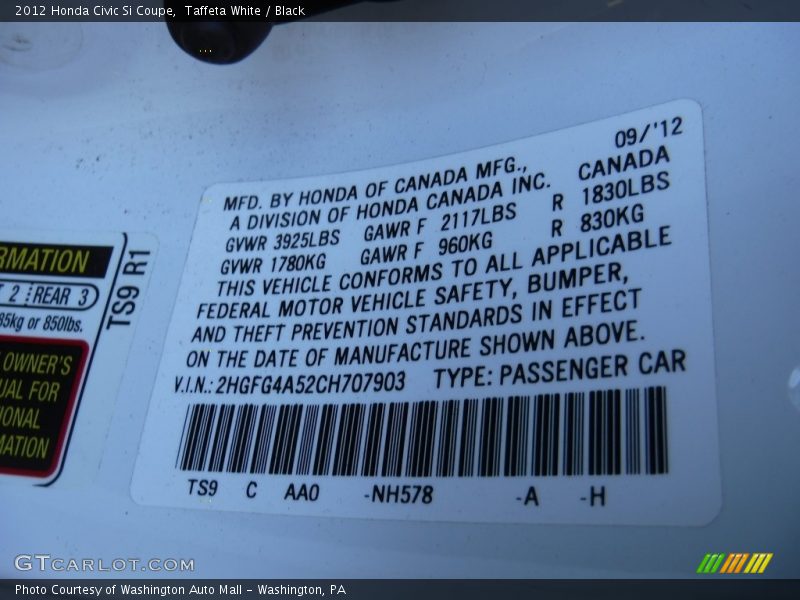 2012 Honda Civic Si Coupe,  Taffeta White / Black
09/'12
MFD. BY HONDA OF CANADA MFG.,
A DIVISION OF HONDA CANADA INC. CANADA
GVWR 3925LBS GAWR F 2117LBS R 1830LBS
GVWR 1780KG GAWR F 960KG R 830KG
THIS VEHICLE CONFORMS TO ALL APPLICABLE
FEDERAL MOTOR VEHICLE SAFETY, BUMPER,
AND THEFT PREVENTION STANDARDS IN EFFECT
ON THE DATE OF MANUFACTURE SHOWN ABOVE.
V.I.N.: 2HGFG4A52CH707903 TYPE: PASSENGER CAR
TS9 C AA0 -NH578 -A -H
RMATION
2 REAR 3
85kg or 850lbs.
OWNER'S
UAL FOR
IONAL
MATION
TS9 R1
GTCARLOT.COM
Photo Courtesy of Washington Auto Mall - Washington, PA